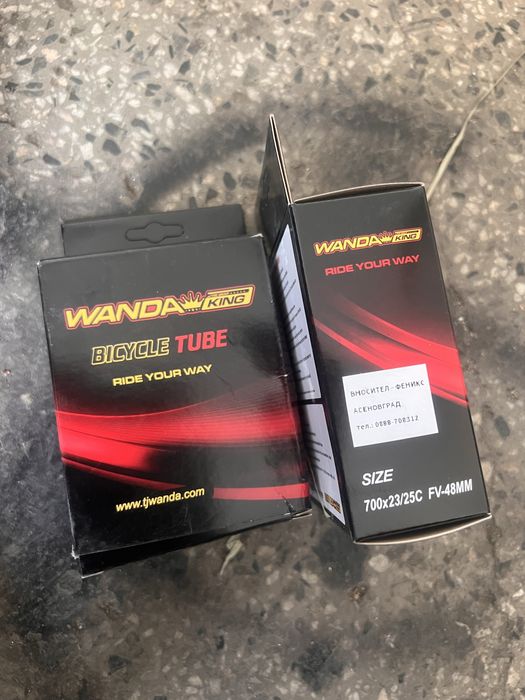 WANDA KING
BICYCLE TUBE
RIDE YOUR WAY
www.tjwanda.com
WANDA KING
RIDE YOUR WAY
ВНОСИТЕЛ-ФЕНИКС
АСЕНОВГРАД
тел.:0888 708312
SIZE
700x23/25C FV-48MM